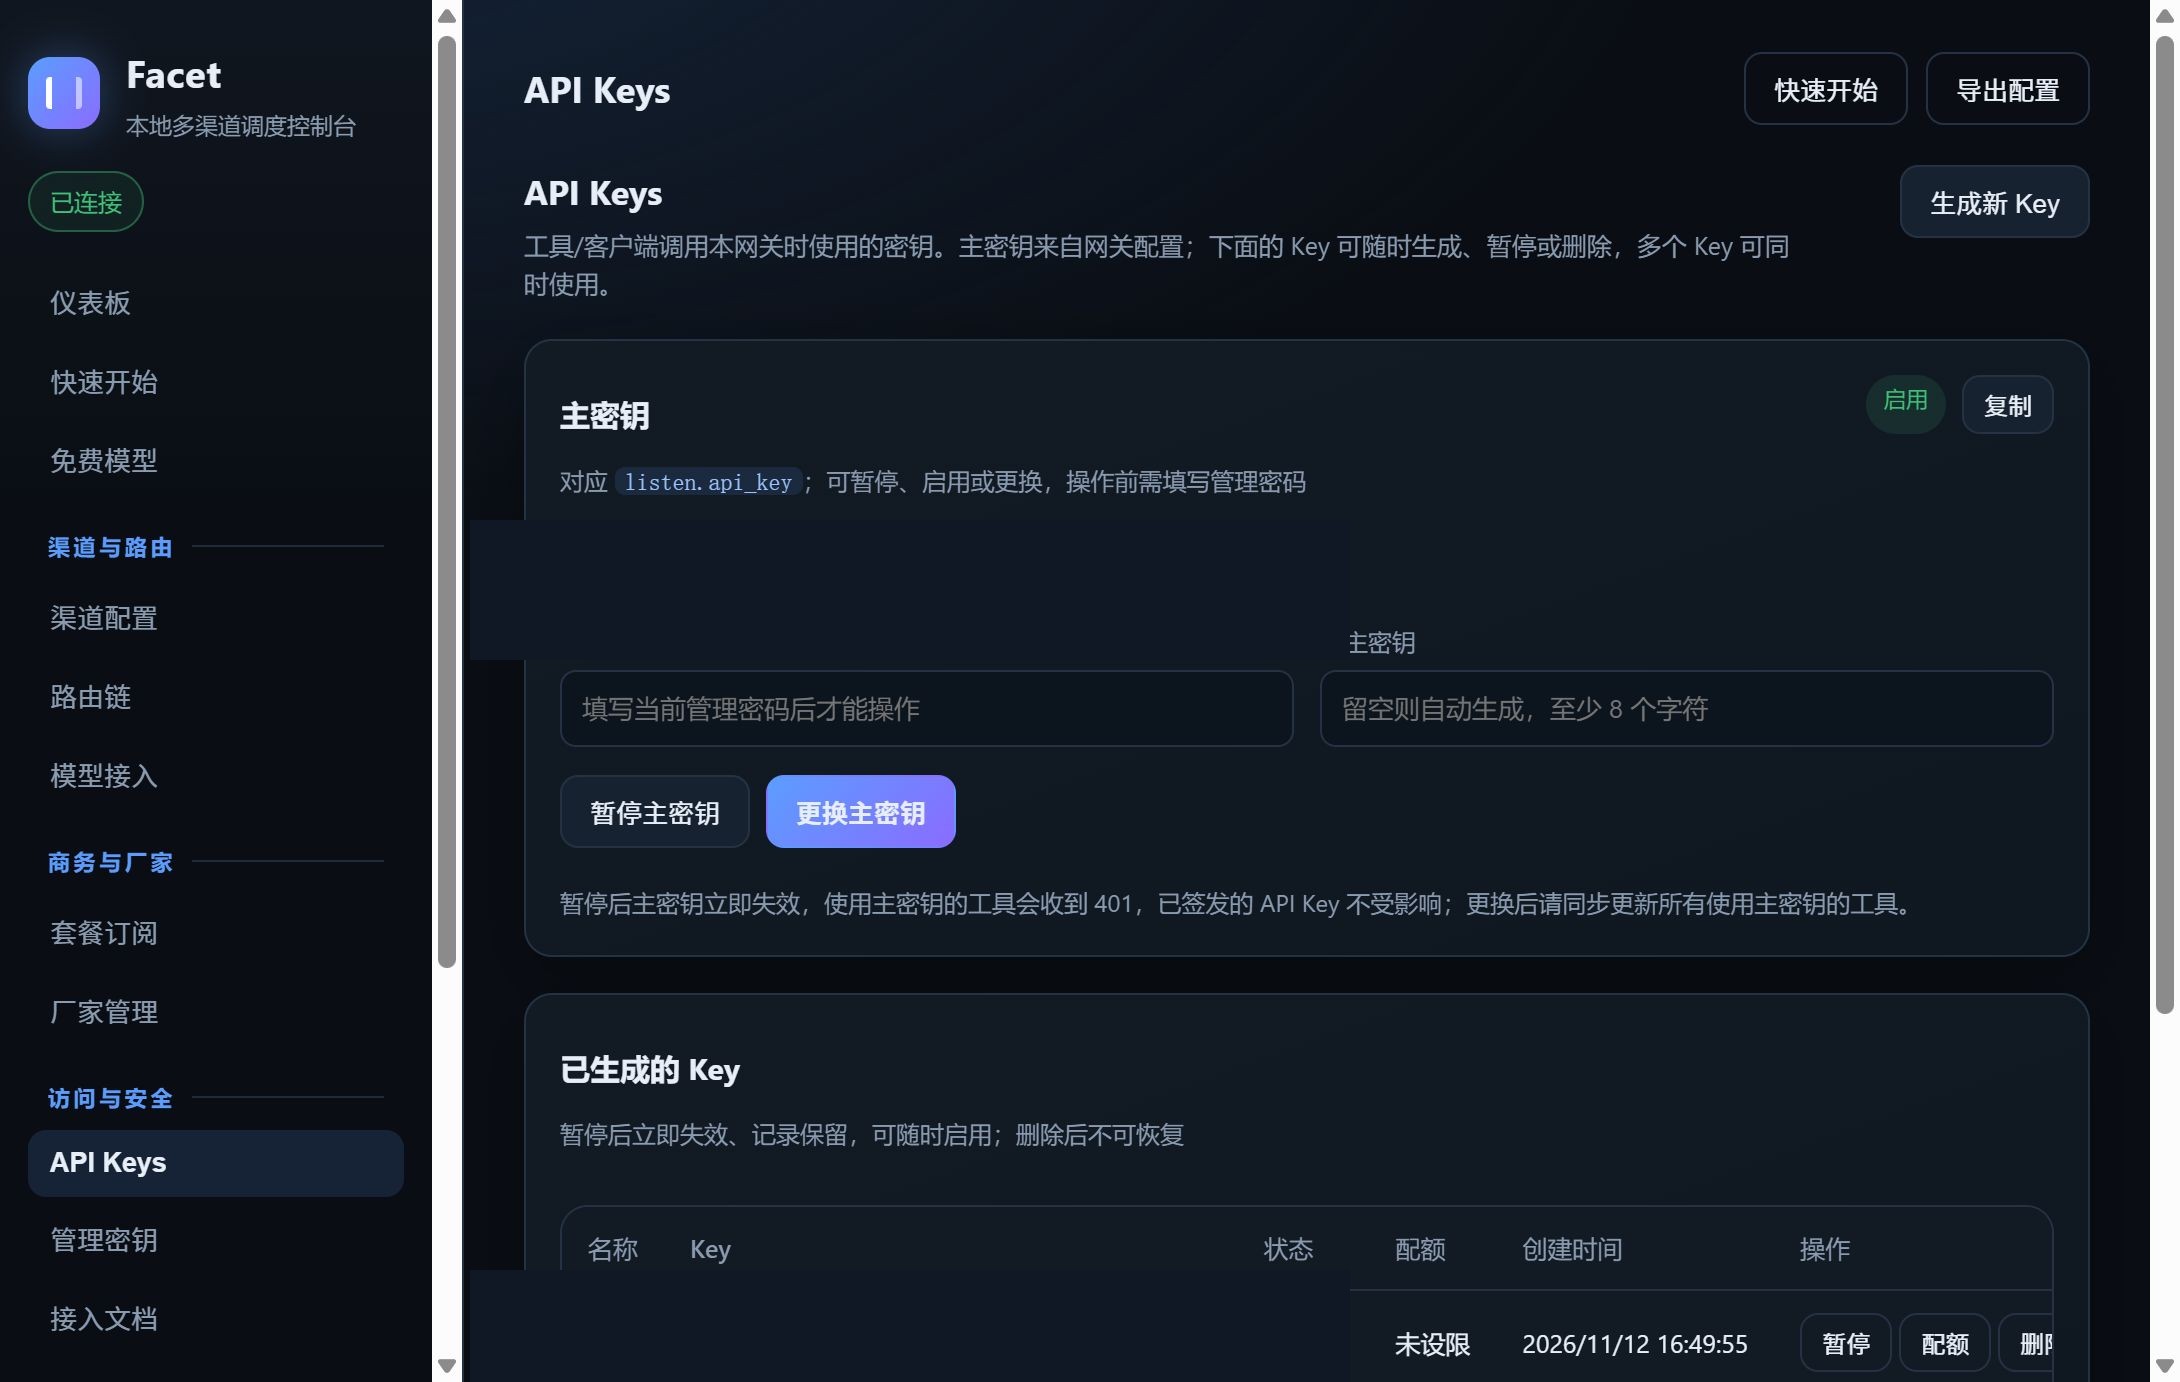 Facet
本地多渠道调度控制台
已连接
仪表板
快速开始
免费模型
渠道与路由
渠道配置
路由链
模型接入
商务与厂家
套餐订阅
厂家管理
访问与安全
API Keys
管理密钥
接入文档
API Keys
快速开始
导出配置
API Keys
生成新 Key
工具/客户端调用本网关时使用的密钥。主密钥来自网关配置；下面的 Key 可随时生成、暂停或删除，多个 Key 可同
时使用。
主密钥
启用
复制
对应 listen.api_key；可暂停、启用或更换，操作前需填写管理密码
主密钥
填写当前管理密码后才能操作
留空则自动生成，至少 8 个字符
暂停主密钥
更换主密钥
暂停后主密钥立即失效，使用主密钥的工具会收到 401，已签发的 API Key 不受影响；更换后请同步更新所有使用主密钥的工具。
已生成的 Key
暂停后立即失效、记录保留，可随时启用；删除后不可恢复
名称 Key 状态 配额 创建时间 操作
未设限 2026/11/12 16:49:55 暂停 配额 删